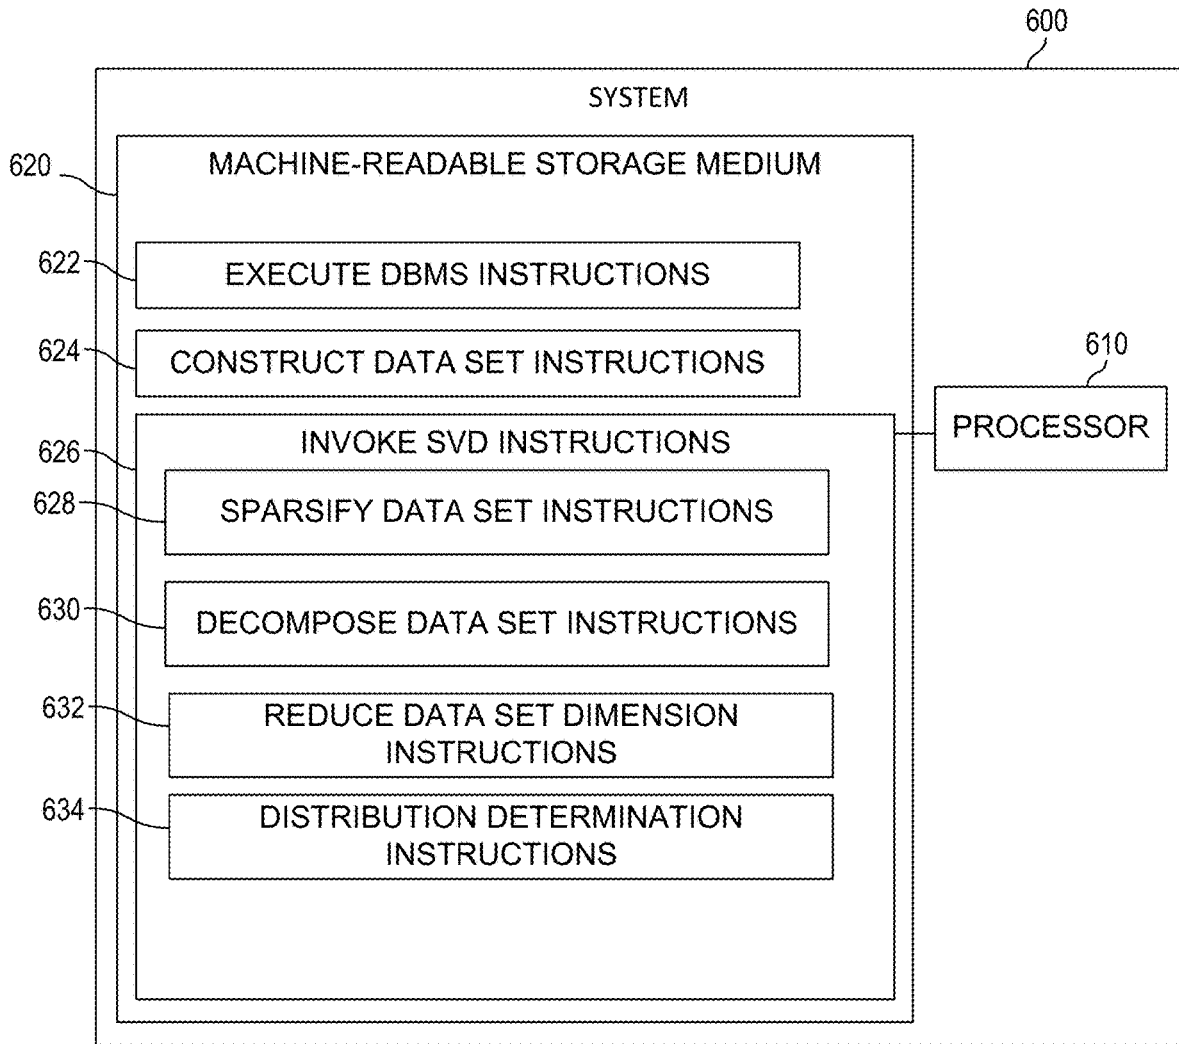 600
SYSTEM
620
MACHINE-READABLE STORAGE MEDIUM
622
EXECUTE DBMS INSTRUCTIONS
624
CONSTRUCT DATA SET INSTRUCTIONS
610
PROCESSOR
626
INVOKE SVD INSTRUCTIONS
628
SPARSIFY DATA SET INSTRUCTIONS
630
DECOMPOSE DATA SET INSTRUCTIONS
632
REDUCE DATA SET DIMENSION
INSTRUCTIONS
634
DISTRIBUTION DETERMINATION
INSTRUCTIONS